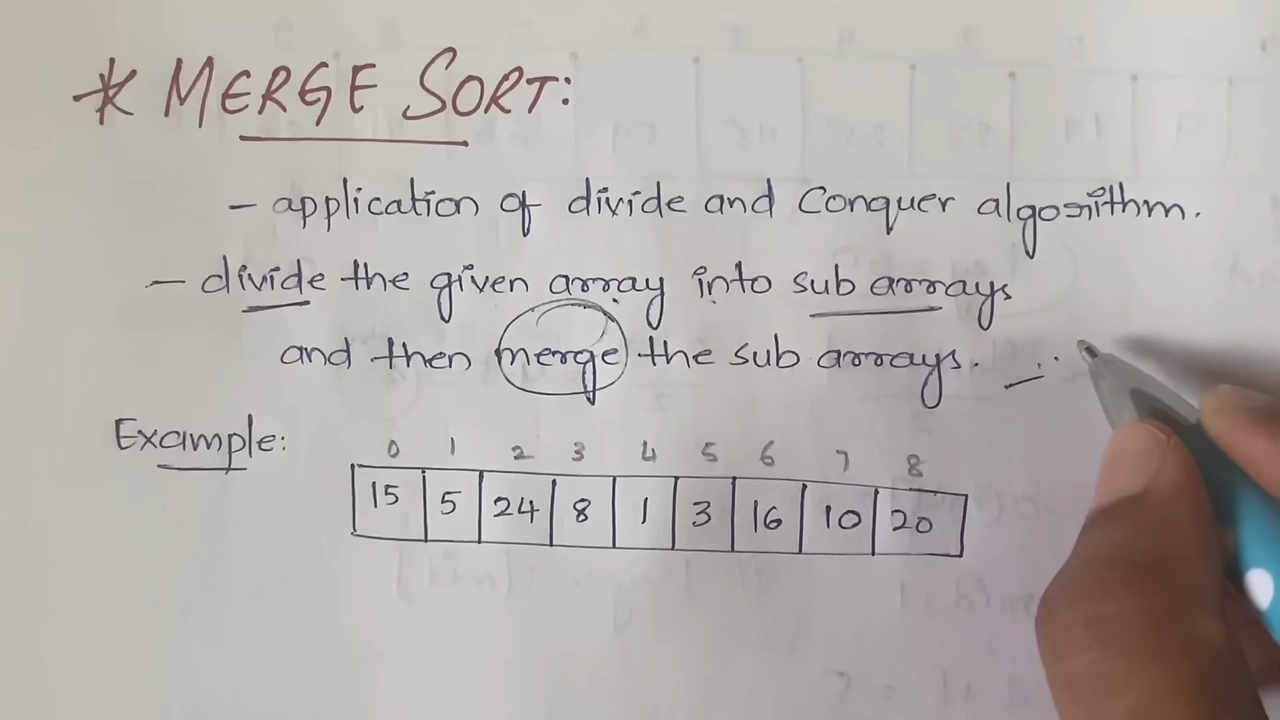 * MERGE SORT:
- application of divide and Conquer algorithm.
- divide the given array into sub arrays
and then merge the sub arrays.
Example:
0 1 2 3 4 5 6 7 8
15 5 24 8 1 3 16 10 20